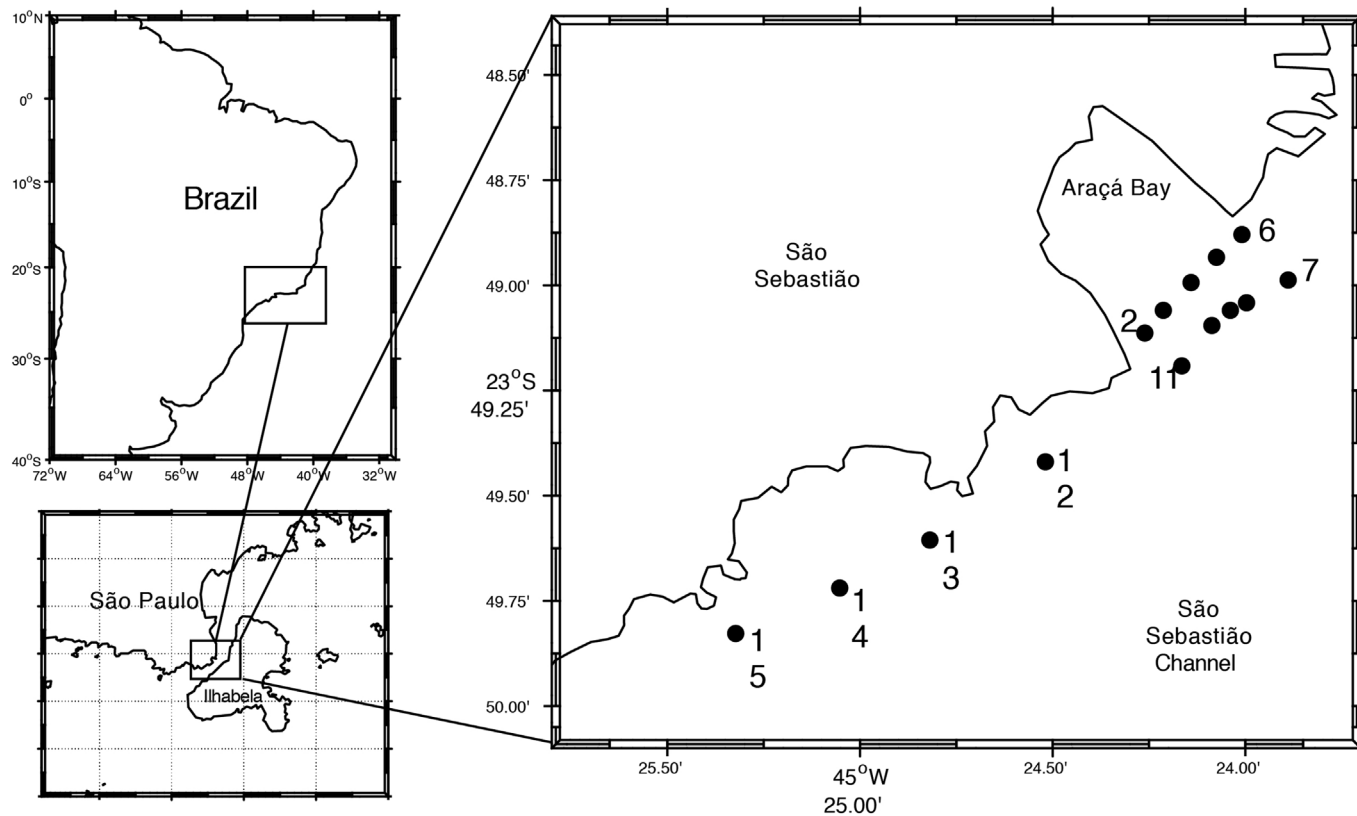 10°N
0°
10°S
20°S
30°S
40°S
72°W
64°W
56°W
48°W
40°W
32°W
Brazil
São Paulo
Ilhabela
48.50'
48.75'
49.00'
23°S
49.25'
49.50'
49.75'
50.00'
25.50'
45°W
25.00'
24.50'
24.00'
Araçá Bay
São
Sebastião
6
7
2
11
1
2
1
3
1
4
1
5
São
Sebastião
Channel